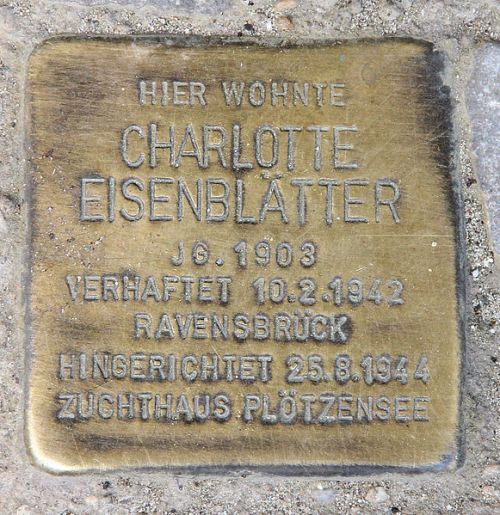 HIER WOHNTE
CHARLOTTE
EISENBLÄTTER
JG. 1903
VERHAFTET 10.2.1942
RAVENSBRÜCK
HINGERICHTET 25.8.1944
ZUCHTHAUS PLÖTZENSEE